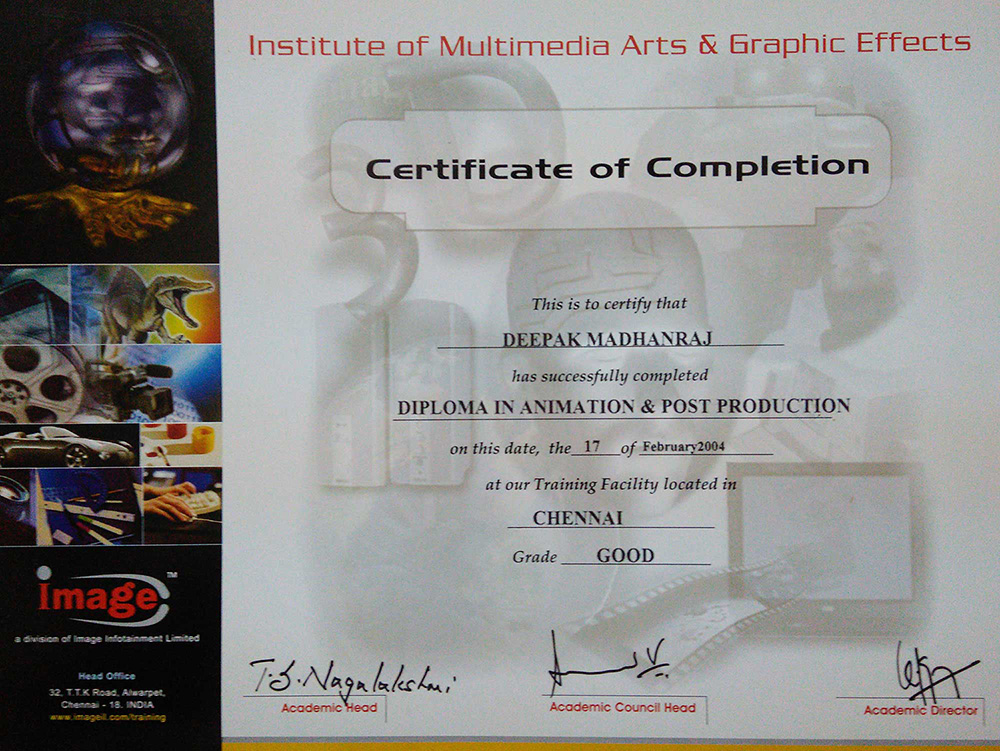 Institute of Multimedia Arts & Graphic Effects
Certificate of Completion
This is to certify that
DEEPAK MADHANRAJ
has successfully completed
DIPLOMA IN ANIMATION & POST PRODUCTION
on this date, the 17 of February2004
at our Training Facility located in
CHENNAI
Grade GOOD
image TM
a division of Image Infotainment Limited
Head Office
32, T.T.K Road, Alwarpet,
Chennai - 18. INDIA
www.imageil.com/training
T.S. Nagalakshmi
Academic Head
Academic Council Head
Academic Director